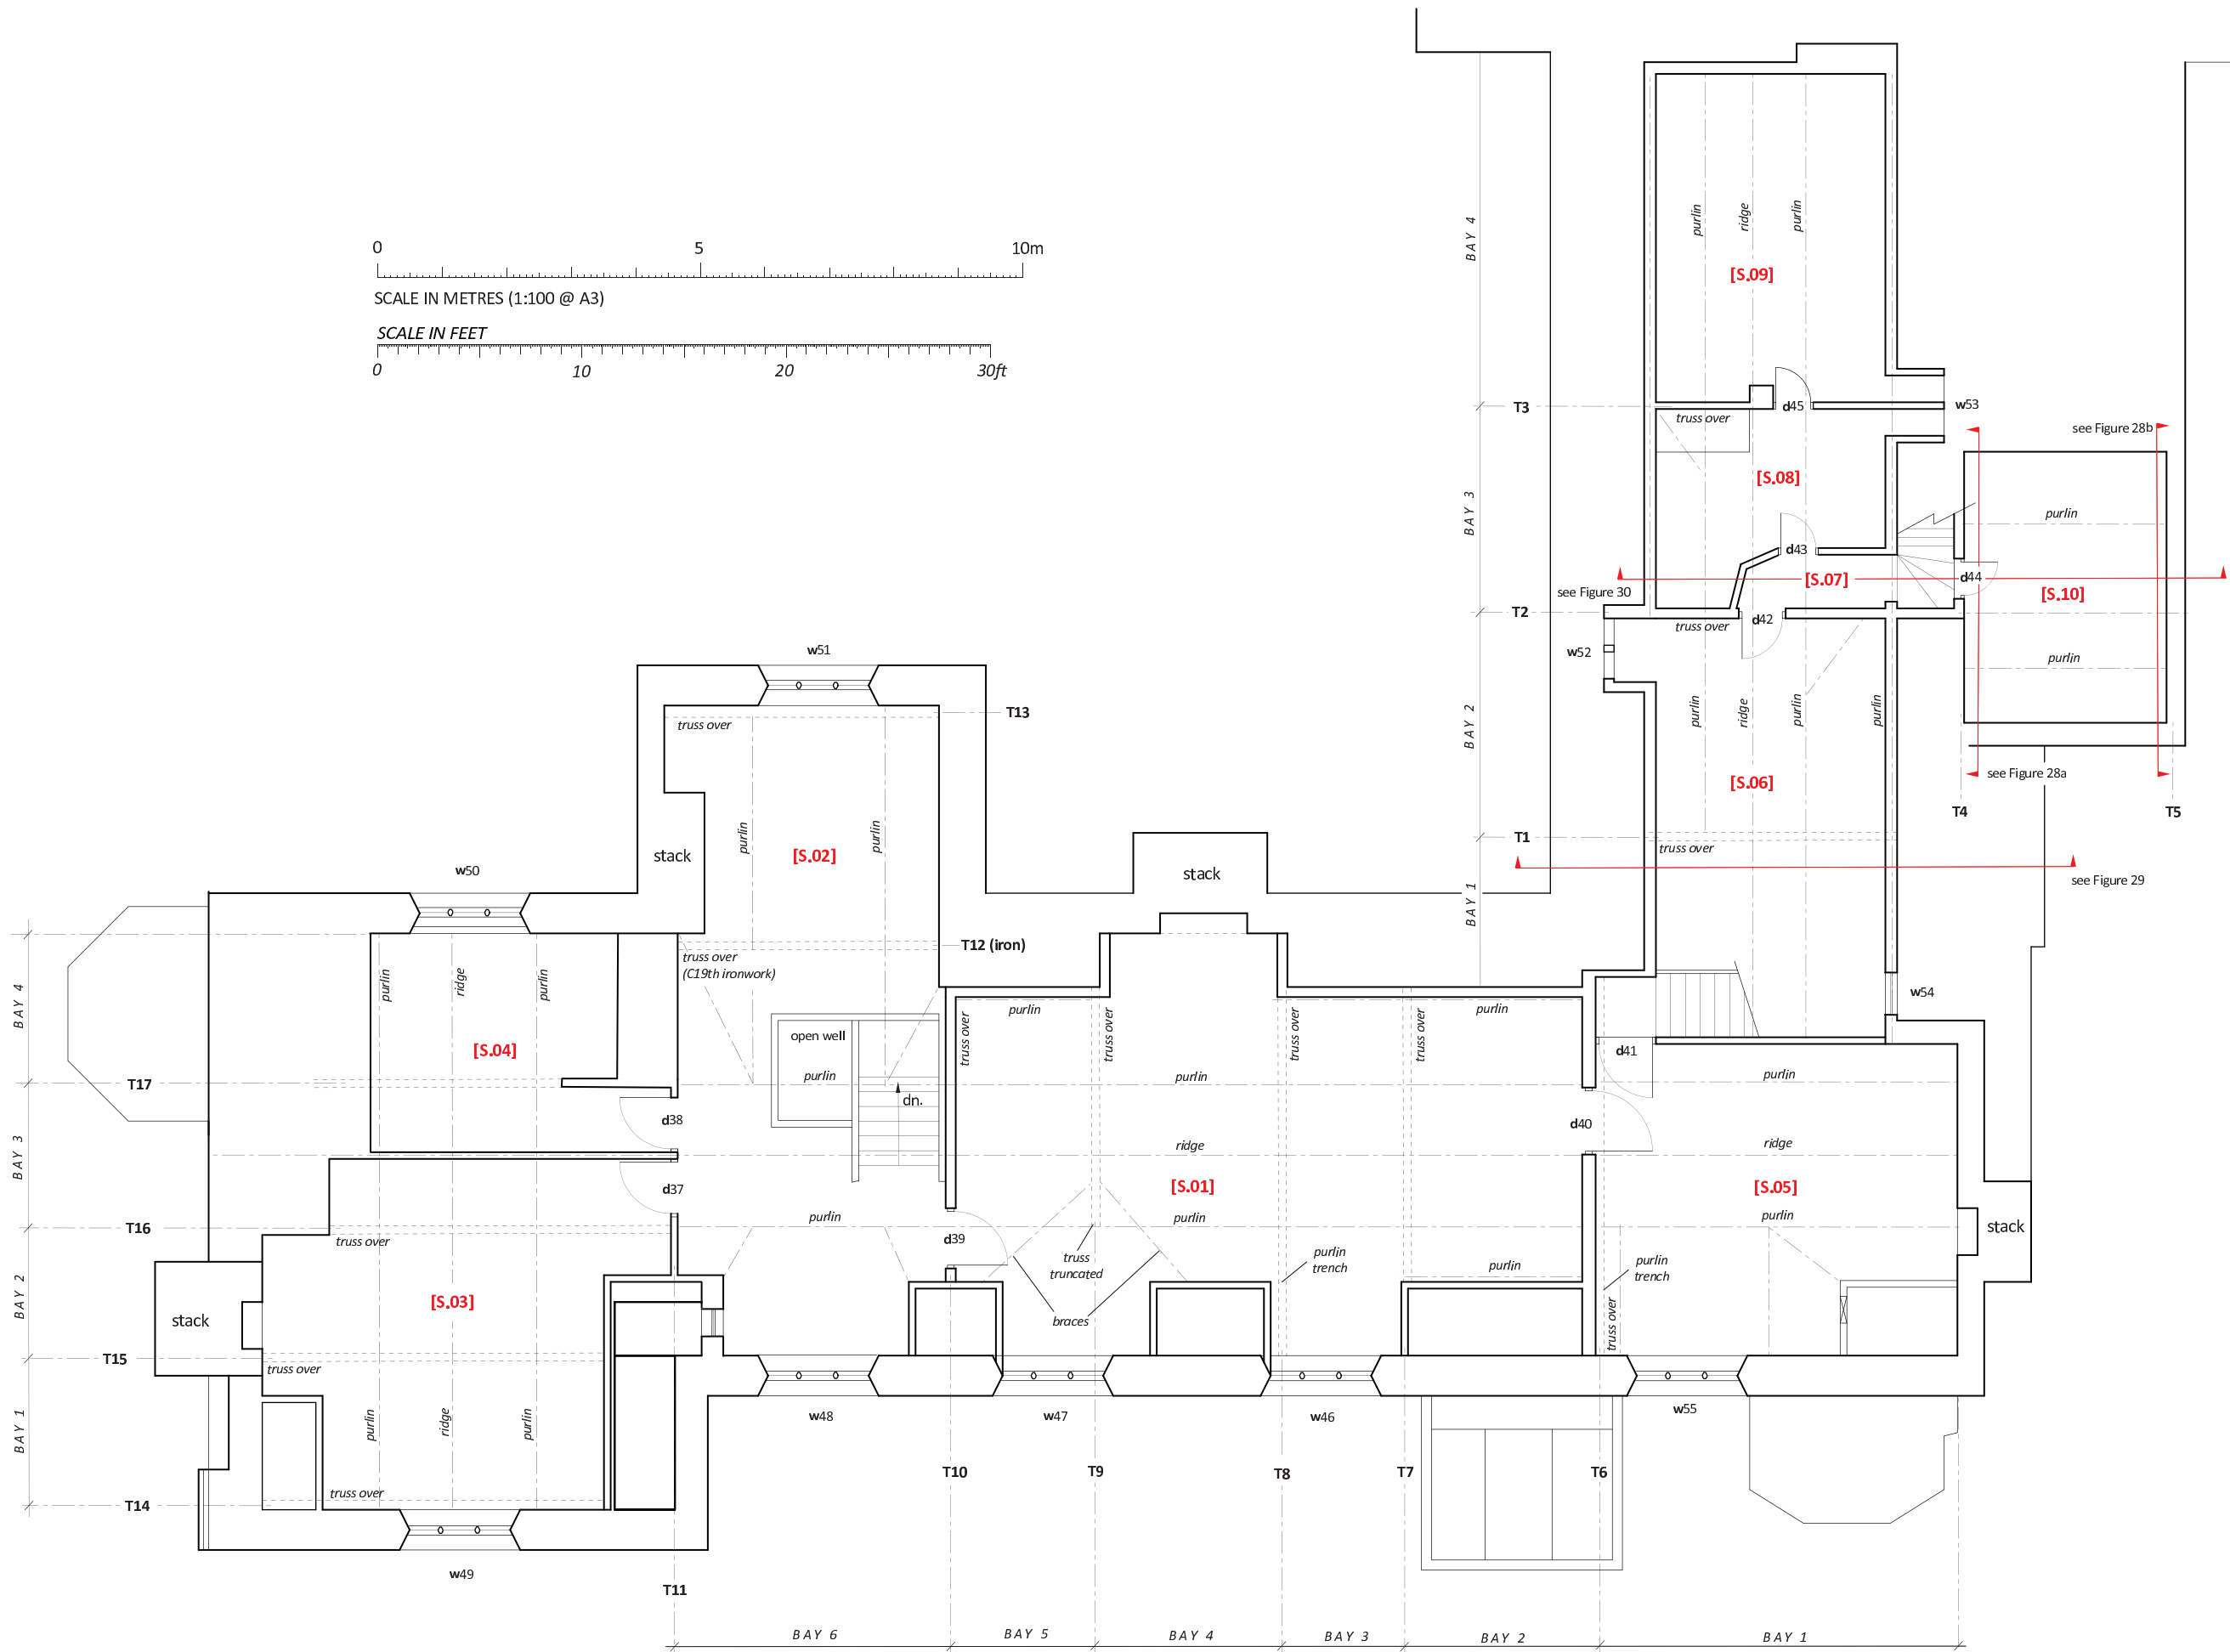 0 5 10m
SCALE IN METRES (1:100 @ A3)
SCALE IN FEET
0 10 20 30ft
BAY 4
purlin
ridge
purlin
[S.09]
T3
truss over
d45
w53
see Figure 28b
BAY 3
[S.08]
purlin
d43
[S.07]
d44
see Figure 30
[S.10]
T2
truss over
d42
w52
purlin
BAY 2
purlin
ridge
purlin
purlin
[S.06]
see Figure 28a
T4
T5
T1
truss over
see Figure 29
BAY 1
w54
w51
T13
truss over
purlin
purlin
stack
[S.02]
stack
w50
T12 (iron)
truss over
(C19th ironwork)
purlin
ridge
purlin
BAY 4
[S.04]
open well
purlin
dn.
truss over
purlin
truss over
truss over
truss over
purlin
d41
T17
purlin
purlin
d38
d40
BAY 3
ridge
ridge
d37
[S.01]
[S.05]
T16
purlin
purlin
purlin
truss over
d39
stack
truss
truncated
purlin
trench
purlin
purlin
trench
BAY 2
stack
[S.03]
braces
truss over
T15
truss over
BAY 1
purlin
ridge
purlin
w48
w47
w46
w55
T10
T9
T8
T7
T6
T14
truss over
w49
T11
BAY 6
BAY 5
BAY 4
BAY 3
BAY 2
BAY 1